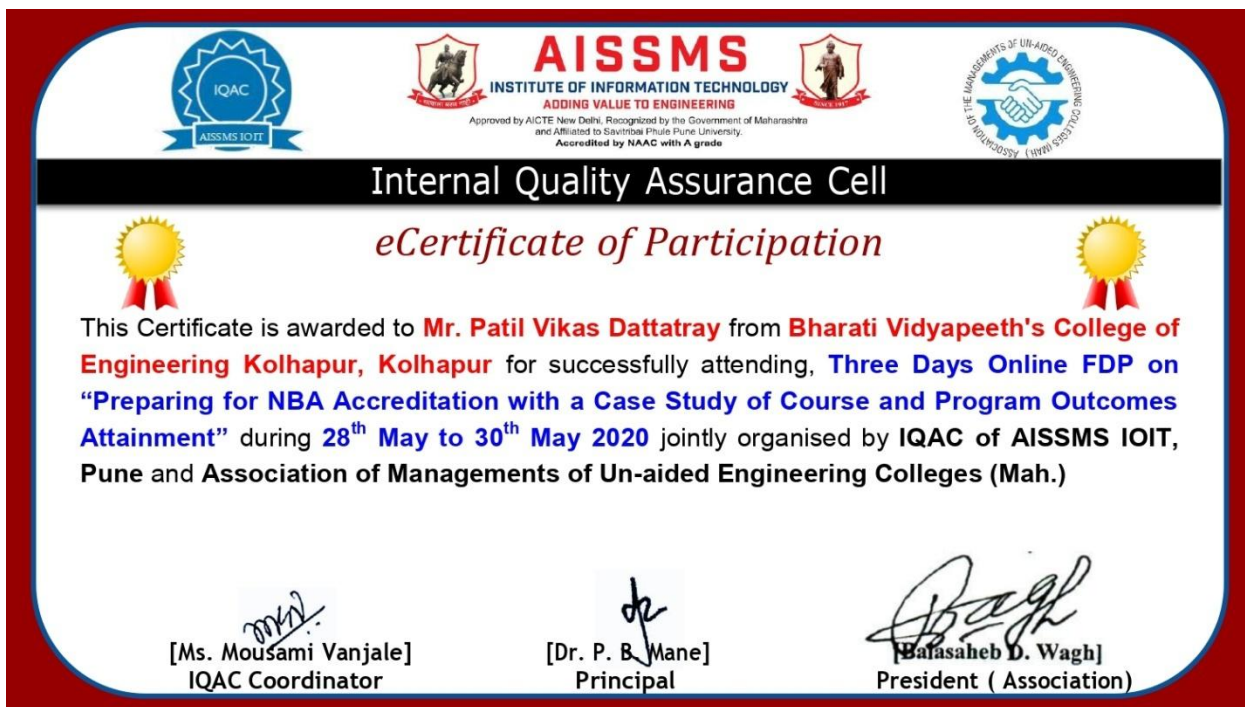 IQAC
AISSMS IOIT
AISSMS
INSTITUTE OF INFORMATION TECHNOLOGY
ADDING VALUE TO ENGINEERING
Approved by AICTE New Delhi, Recognized by the Government of Maharashtra
and Affiliated to Savitribai Phule Pune University.
Accredited by NAAC with A grade
SINCE 1917
ASSOCIATION OF THE MANAGEMENTS OF UN-AIDED ENGINEERING COLLEGES (MAH.)
Internal Quality Assurance Cell
eCertificate of Participation
This Certificate is awarded to Mr. Patil Vikas Dattatray from Bharati Vidyapeeth's College of
Engineering Kolhapur, Kolhapur for successfully attending, Three Days Online FDP on
“Preparing for NBA Accreditation with a Case Study of Course and Program Outcomes
Attainment” during 28th May to 30th May 2020 jointly organised by IQAC of AISSMS IOIT,
Pune and Association of Managements of Un-aided Engineering Colleges (Mah.)
[Ms. Mousami Vanjale]
IQAC Coordinator
[Dr. P. B. Mane]
Principal
[Balasaheb D. Wagh]
President ( Association)